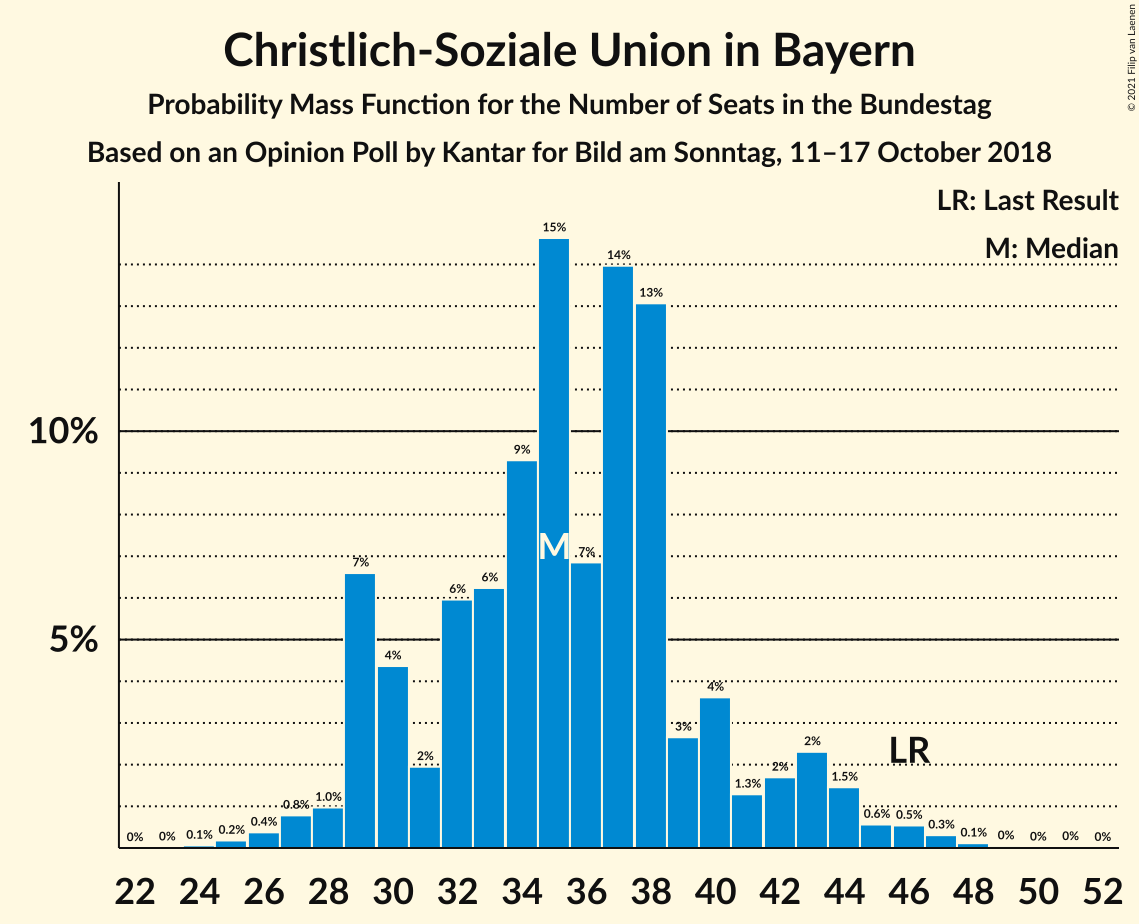 Christlich-Soziale Union in Bayern
Probability Mass Function for the Number of Seats in the Bundestag
Based on an Opinion Poll by Kantar for Bild am Sonntag, 11–17 October 2018
© 2021 Filip van Laenen
LR: Last Result
M: Median
10%
5%
0% 0% 0.1% 0.2% 0.4% 0.8% 1.0% 7% 4% 2% 6% 6% 9% 15% 7% 14% 13% 3% 4% 1.3% 2% 2% 1.5% 0.6% 0.5% 0.3% 0.1% 0% 0% 0% 0%
M
LR
22 24 26 28 30 32 34 36 38 40 42 44 46 48 50 52